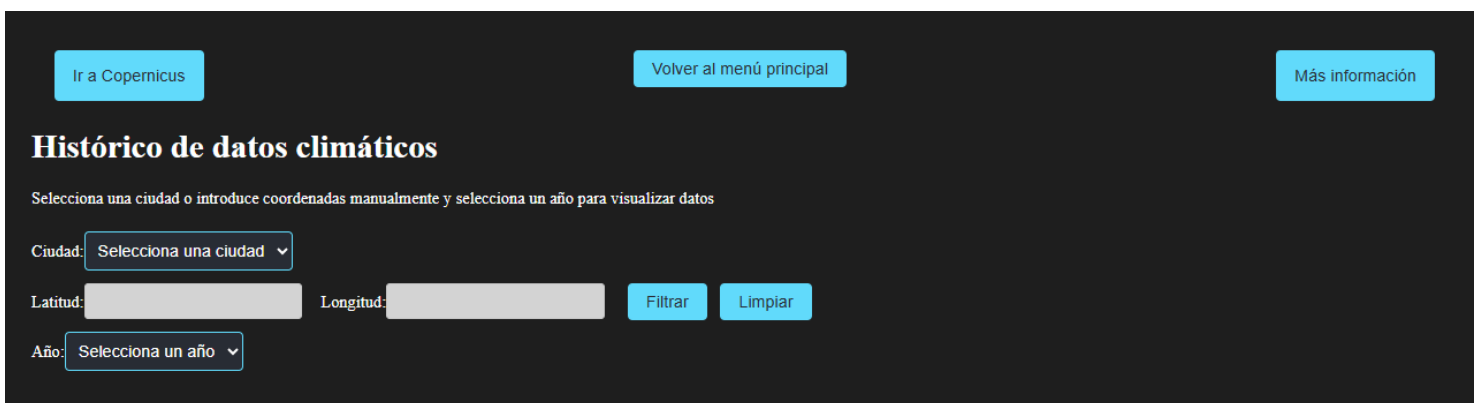 Ir a Copernicus
Volver al menú principal
Más información
Histórico de datos climáticos
Selecciona una ciudad o introduce coordenadas manualmente y selecciona un año para visualizar datos
Ciudad: Selecciona una ciudad
Latitud: Longitud: Filtrar Limpiar
Año: Selecciona un año